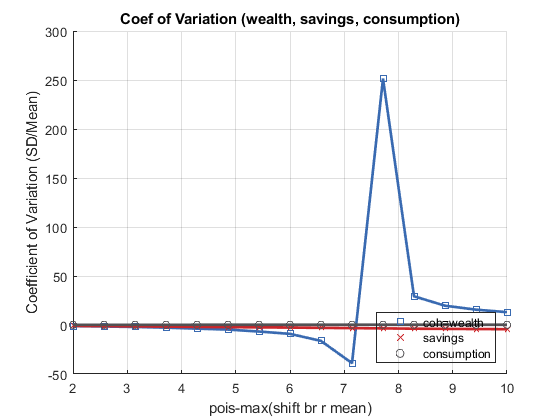 Coef of Variation (wealth, savings, consumption)
300
250
200
150
100
50
0
-50
Coefficient of Variation (SD/Mean)
coh=wealth
savings
consumption
2 3 4 5 6 7 8 9 10
pois-max(shift br r mean)